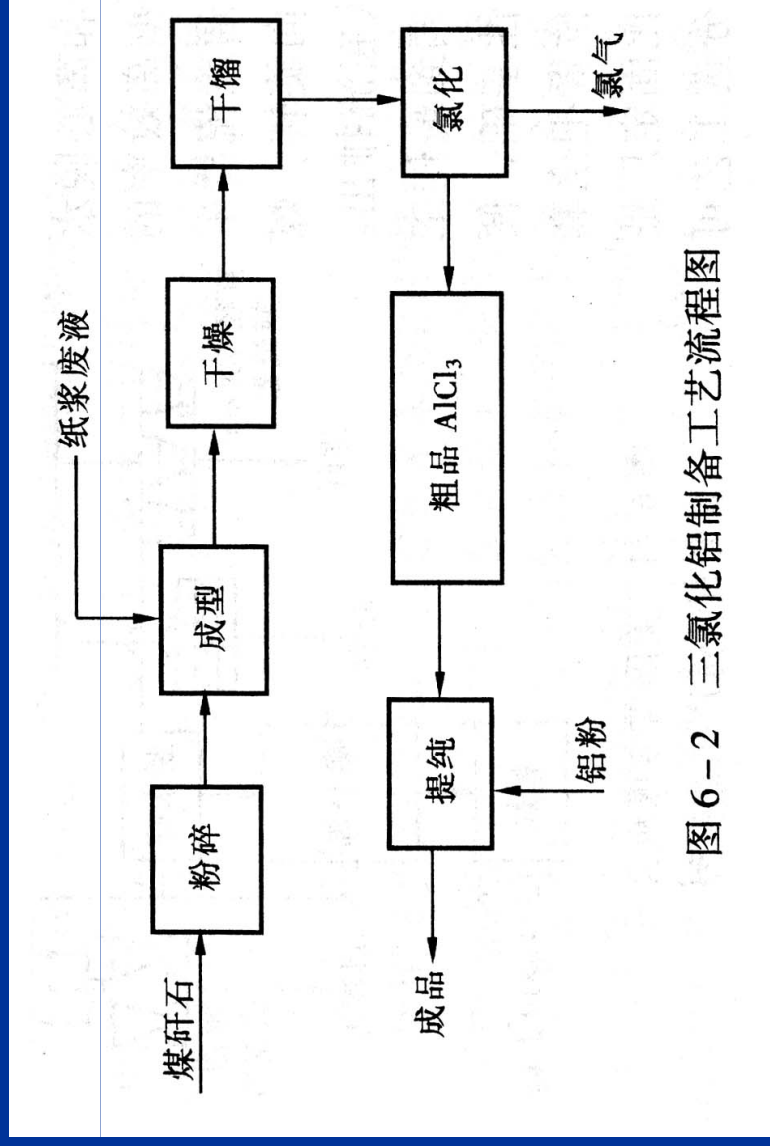 煤矸石
粉碎
纸浆废液
成型
干燥
干馏
氯化
氯气
粗品 AlCl₃
提纯
铝粉
成品
图 6－2 三氯化铝制备工艺流程图